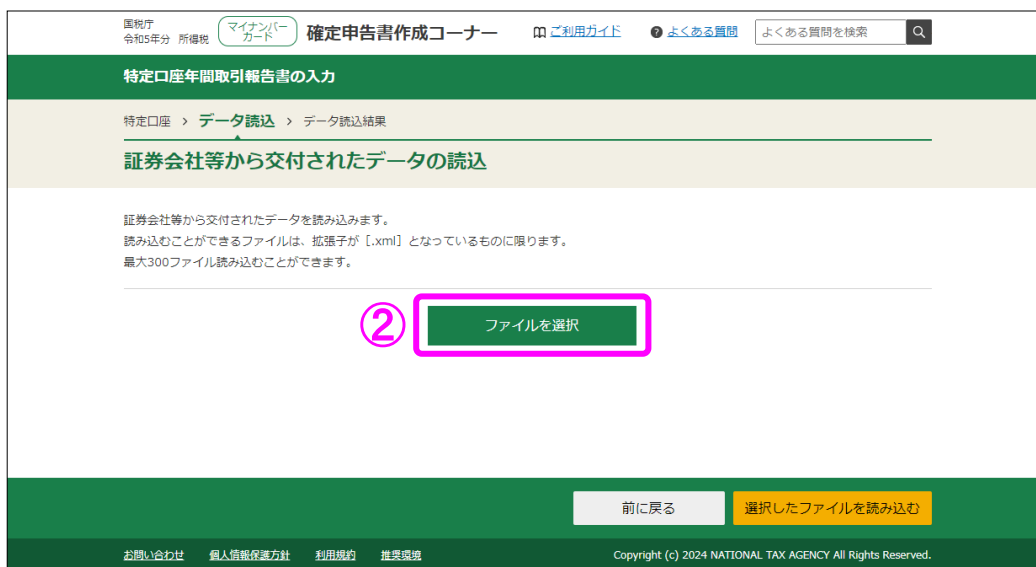 国税庁
令和5年分 所得税
マイナンバー
カード
確定申告書作成コーナー
ご利用ガイド
? よくある質問
よくある質問を検索
特定口座年間取引報告書の入力
特定口座 > データ読込 > データ読込結果
証券会社等から交付されたデータの読込
証券会社等から交付されたデータを読み込みます。
読み込むことができるファイルは、拡張子が［.xml］となっているものに限ります。
最大300ファイル読み込むことができます。
②
ファイルを選択
前に戻る
選択したファイルを読み込む
お問い合わせ 個人情報保護方針 利用規約 推奨環境
Copyright (c) 2024 NATIONAL TAX AGENCY All Rights Reserved.